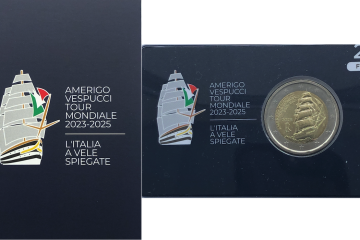 AMERIGO
VESPUCCI
TOUR
MONDIALE
2023-2025
L'ITALIA
A VELE
SPIEGATE
AMERIGO
VESPUCCI
TOUR
MONDIALE
2023-2025
L'ITALIA
A VELE
SPIEGATE